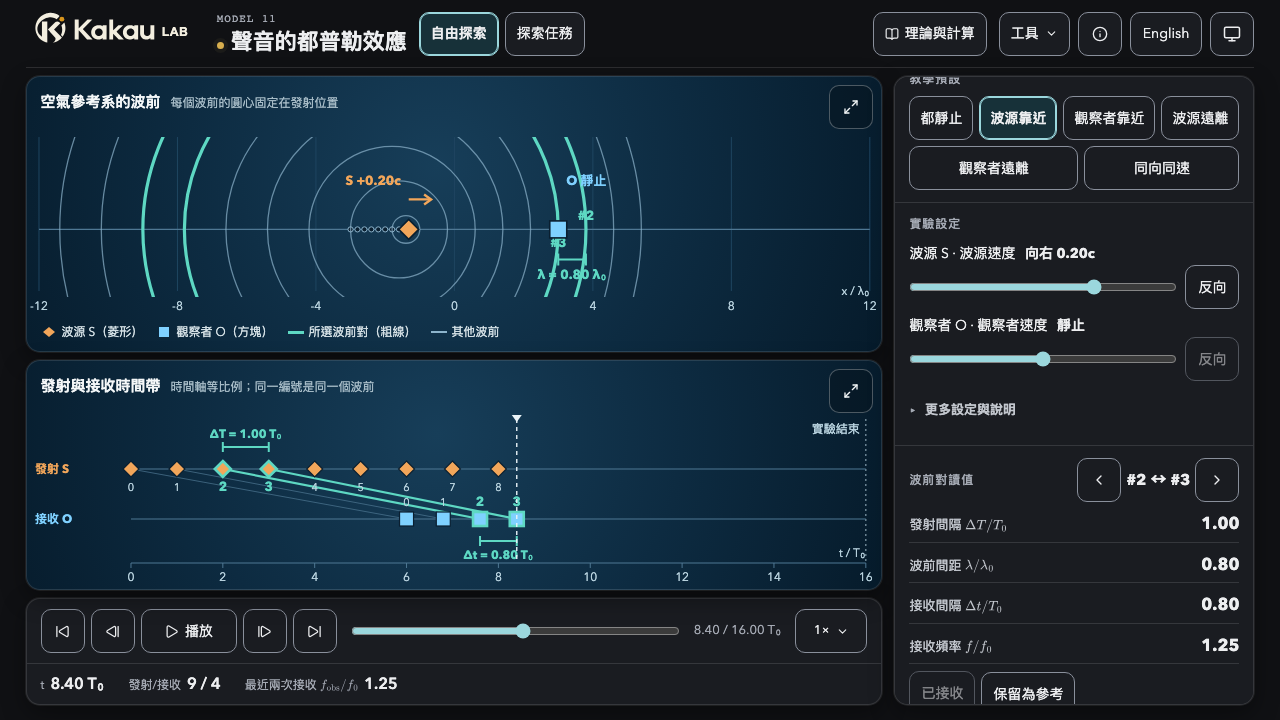 Kakau LAB
MODEL 11
聲音的都普勒效應
自由探索
探索任務
理論與計算
工具
English
空氣參考系的波前 每個波前的圓心固定在發射位置
S +0.20c
O 靜止
#2
#3
λ = 0.80 λ₀
x / λ₀
-12 -8 -4 0 4 8 12
波源 S（菱形） 觀察者 O（方塊） 所選波前對（粗線） 其他波前
發射與接收時間帶 時間軸等比例；同一編號是同一個波前
實驗結束
ΔT = 1.00 T₀
發射 S
0 1 2 3 4 5 6 7 8
0 1 2 3
接收 O
Δt = 0.80 T₀
t / T₀
0 2 4 6 8 10 12 14 16
播放
8.40 / 16.00 T₀
1×
t 8.40 T₀ 發射/接收 9 / 4 最近兩次接收 f_obs/f₀ 1.25
教學預設
都靜止 波源靠近 觀察者靠近 波源遠離
觀察者遠離 同向同速
實驗設定
波源 S · 波源速度 向右 0.20c
反向
觀察者 O · 觀察者速度 靜止
反向
更多設定與說明
波前對讀值 #2 ↔ #3
發射間隔 ΔT/T₀ 1.00
波前間距 λ/λ₀ 0.80
接收間隔 Δt/T₀ 0.80
接收頻率 f/f₀ 1.25
已接收 保留為參考